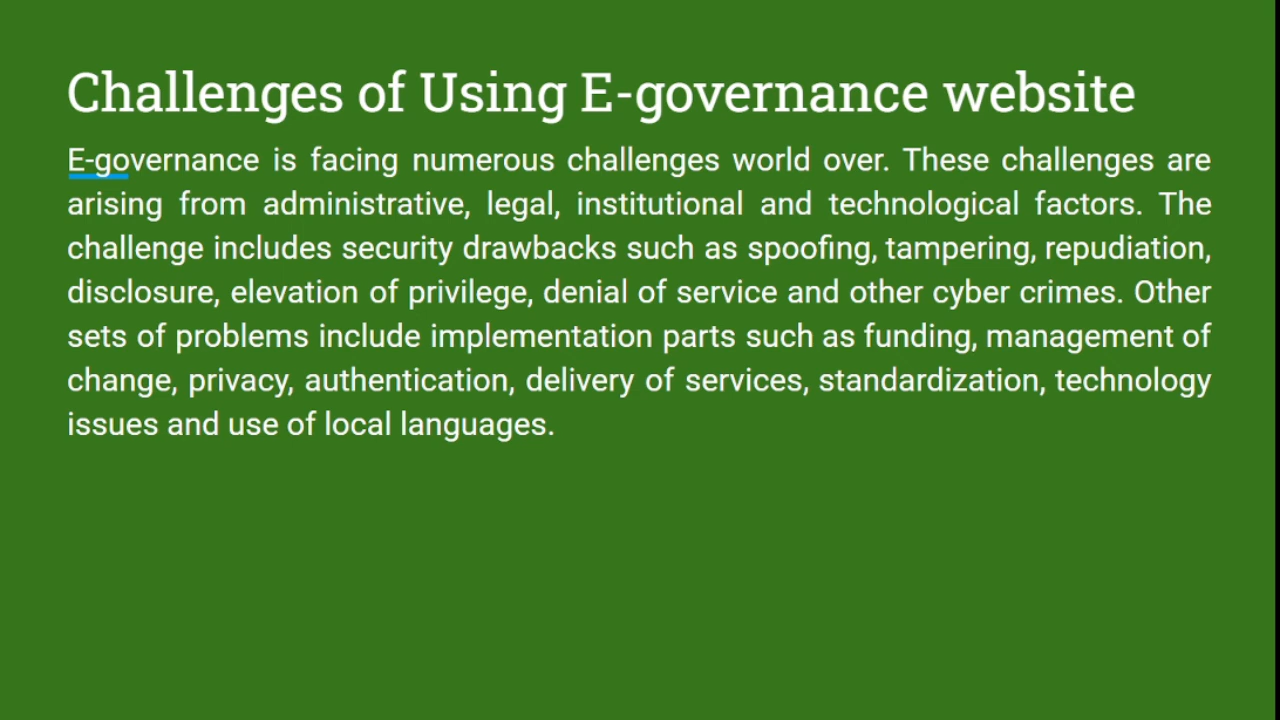 Challenges of Using E-governance website
E-governance is facing numerous challenges world over. These challenges are
arising from administrative, legal, institutional and technological factors. The
challenge includes security drawbacks such as spoofing, tampering, repudiation,
disclosure, elevation of privilege, denial of service and other cyber crimes. Other
sets of problems include implementation parts such as funding, management of
change, privacy, authentication, delivery of services, standardization, technology
issues and use of local languages.